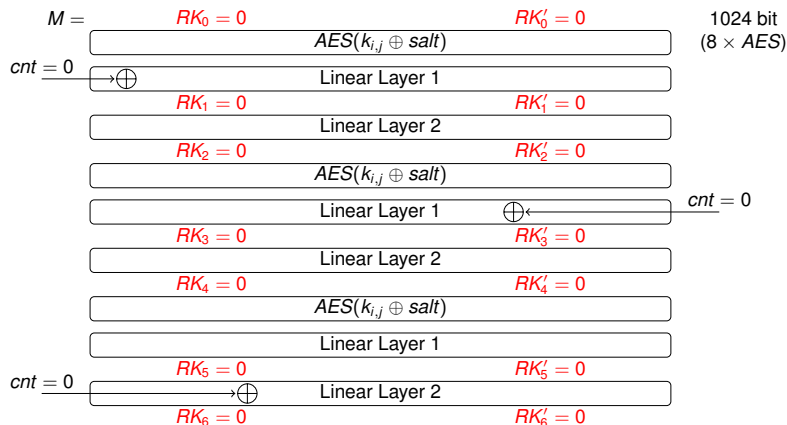 M = RK₀ = 0 RK′₀ = 0 1024 bit
AES(kᵢ,ⱼ ⊕ salt) (8 × AES)
cnt = 0
Linear Layer 1
RK₁ = 0 RK′₁ = 0
Linear Layer 2
RK₂ = 0 RK′₂ = 0
AES(kᵢ,ⱼ ⊕ salt)
Linear Layer 1 cnt = 0
RK₃ = 0 RK′₃ = 0
Linear Layer 2
RK₄ = 0 RK′₄ = 0
AES(kᵢ,ⱼ ⊕ salt)
Linear Layer 1
RK₅ = 0 RK′₅ = 0
cnt = 0 Linear Layer 2
RK₆ = 0 RK′₆ = 0